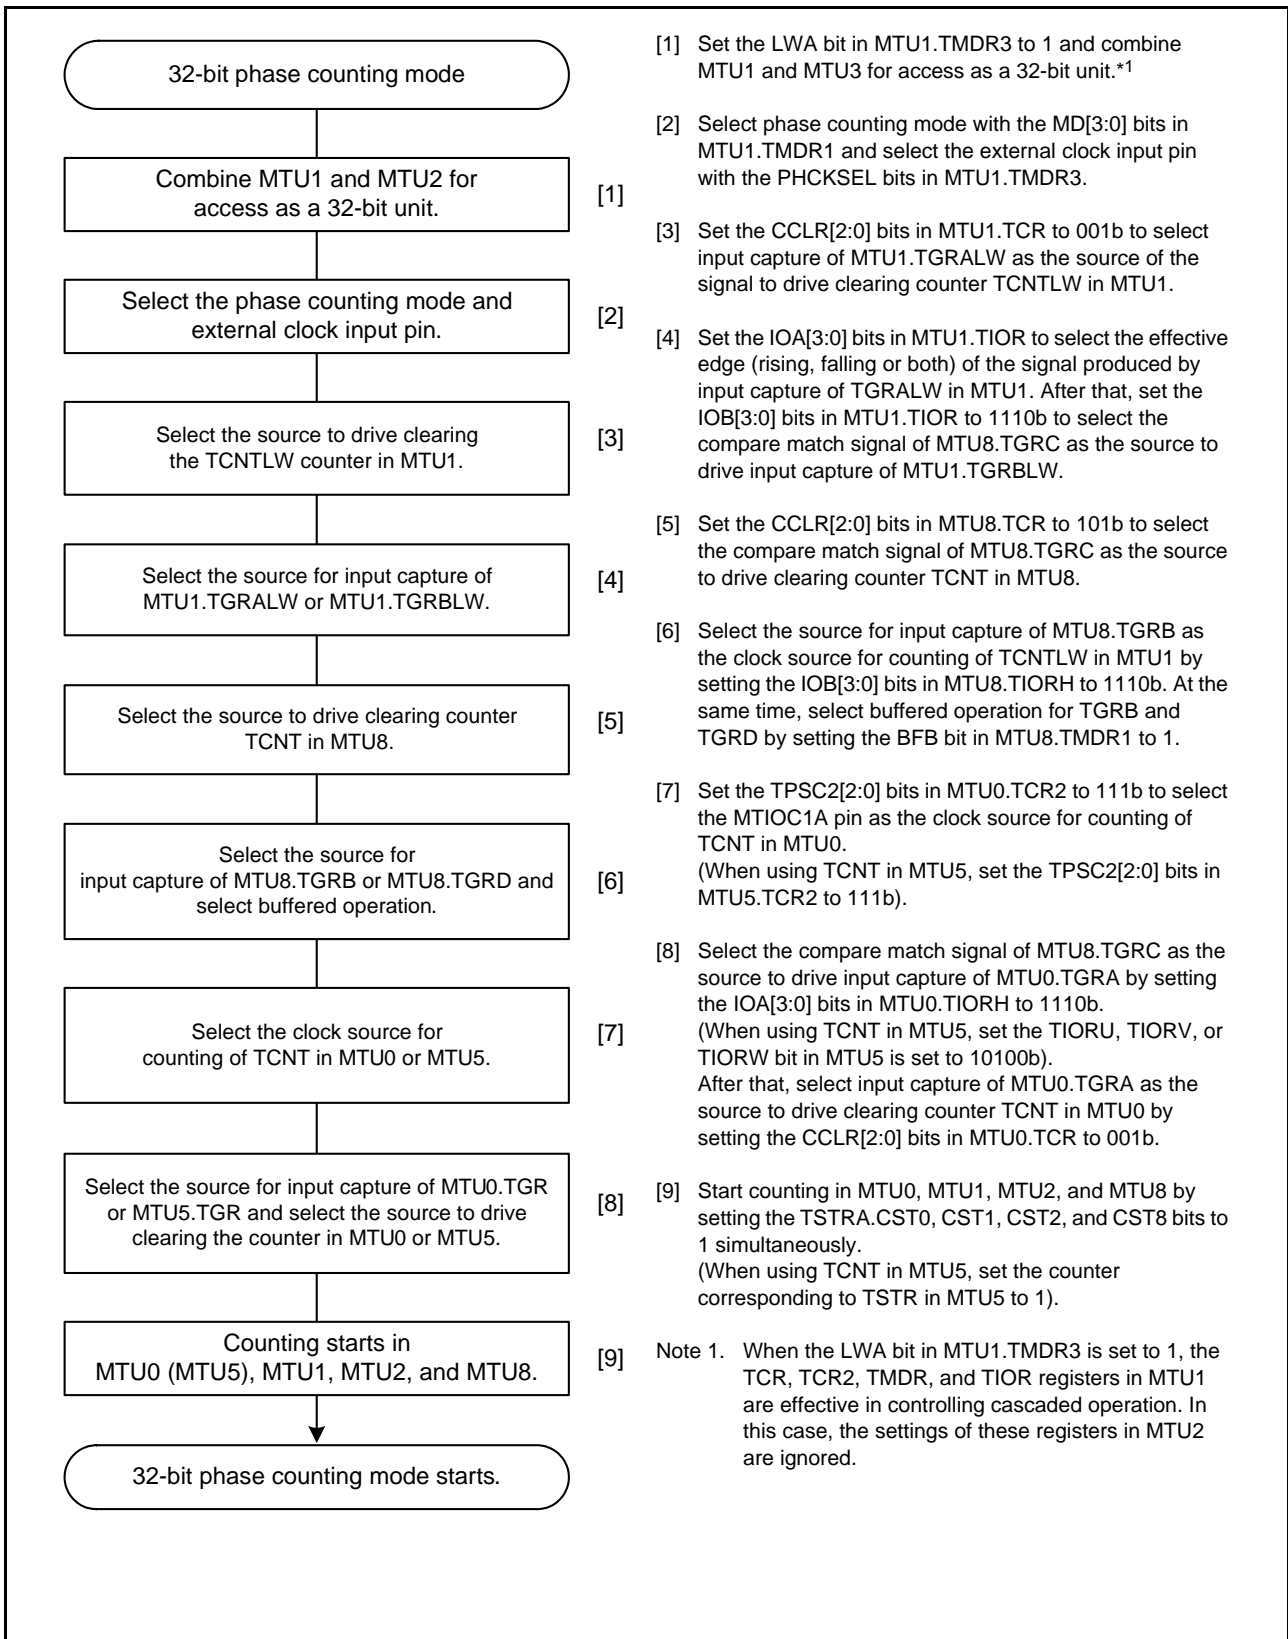 32-bit phase counting mode
Combine MTU1 and MTU2 for
access as a 32-bit unit.
[1]
Select the phase counting mode and
external clock input pin.
[2]
Select the source to drive clearing
the TCNTLW counter in MTU1.
[3]
Select the source for input capture of
MTU1.TGRALW or MTU1.TGRBLW.
[4]
Select the source to drive clearing counter
TCNT in MTU8.
[5]
Select the source for
input capture of MTU8.TGRB or MTU8.TGRD and
select buffered operation.
[6]
Select the clock source for
counting of TCNT in MTU0 or MTU5.
[7]
Select the source for input capture of MTU0.TGR
or MTU5.TGR and select the source to drive
clearing the counter in MTU0 or MTU5.
[8]
Counting starts in
MTU0 (MTU5), MTU1, MTU2, and MTU8.
[9]
32-bit phase counting mode starts.
[1] Set the LWA bit in MTU1.TMDR3 to 1 and combine
MTU1 and MTU3 for access as a 32-bit unit.*1
[2] Select phase counting mode with the MD[3:0] bits in
MTU1.TMDR1 and select the external clock input pin
with the PHCKSEL bits in MTU1.TMDR3.
[3] Set the CCLR[2:0] bits in MTU1.TCR to 001b to select
input capture of MTU1.TGRALW as the source of the
signal to drive clearing counter TCNTLW in MTU1.
[4] Set the IOA[3:0] bits in MTU1.TIOR to select the effective
edge (rising, falling or both) of the signal produced by
input capture of TGRALW in MTU1. After that, set the
IOB[3:0] bits in MTU1.TIOR to 1110b to select the
compare match signal of MTU8.TGRC as the source to
drive input capture of MTU1.TGRBLW.
[5] Set the CCLR[2:0] bits in MTU8.TCR to 101b to select
the compare match signal of MTU8.TGRC as the source
to drive clearing counter TCNT in MTU8.
[6] Select the source for input capture of MTU8.TGRB as
the clock source for counting of TCNTLW in MTU1 by
setting the IOB[3:0] bits in MTU8.TIORH to 1110b. At the
same time, select buffered operation for TGRB and
TGRD by setting the BFB bit in MTU8.TMDR1 to 1.
[7] Set the TPSC2[2:0] bits in MTU0.TCR2 to 111b to select
the MTIOC1A pin as the clock source for counting of
TCNT in MTU0.
(When using TCNT in MTU5, set the TPSC2[2:0] bits in
MTU5.TCR2 to 111b).
[8] Select the compare match signal of MTU8.TGRC as the
source to drive input capture of MTU0.TGRA by setting
the IOA[3:0] bits in MTU0.TIORH to 1110b.
(When using TCNT in MTU5, set the TIORU, TIORV, or
TIORW bit in MTU5 is set to 10100b).
After that, select input capture of MTU0.TGRA as the
source to drive clearing counter TCNT in MTU0 by
setting the CCLR[2:0] bits in MTU0.TCR to 001b.
[9] Start counting in MTU0, MTU1, MTU2, and MTU8 by
setting the TSTRA.CST0, CST1, CST2, and CST8 bits to
1 simultaneously.
(When using TCNT in MTU5, set the counter
corresponding to TSTR in MTU5 to 1).
Note 1. When the LWA bit in MTU1.TMDR3 is set to 1, the
TCR, TCR2, TMDR, and TIOR registers in MTU1
are effective in controlling cascaded operation. In
this case, the settings of these registers in MTU2
are ignored.